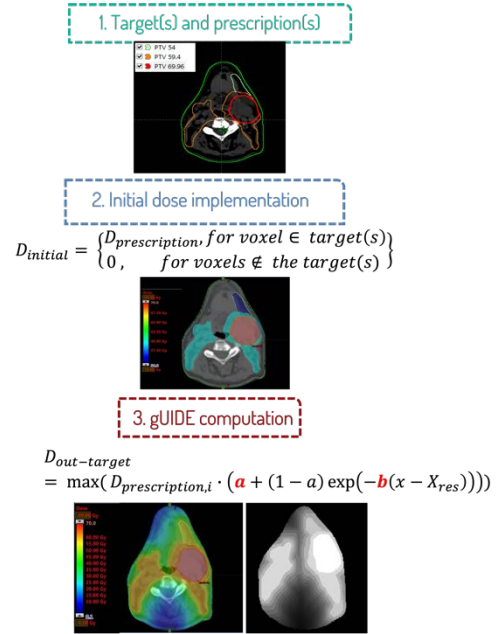 1. Target(s) and prescription(s)
PTV 54
PTV 59.4
PTV 69.96
2. Initial dose implementation
D_initial = {D_prescription, for voxel ∈ target(s)
0 , for voxels ∉ the target(s)}
3. gUIDE computation
D_out−target
= max( D_prescription,i · (a + (1 − a) exp(−b(x − X_res))))